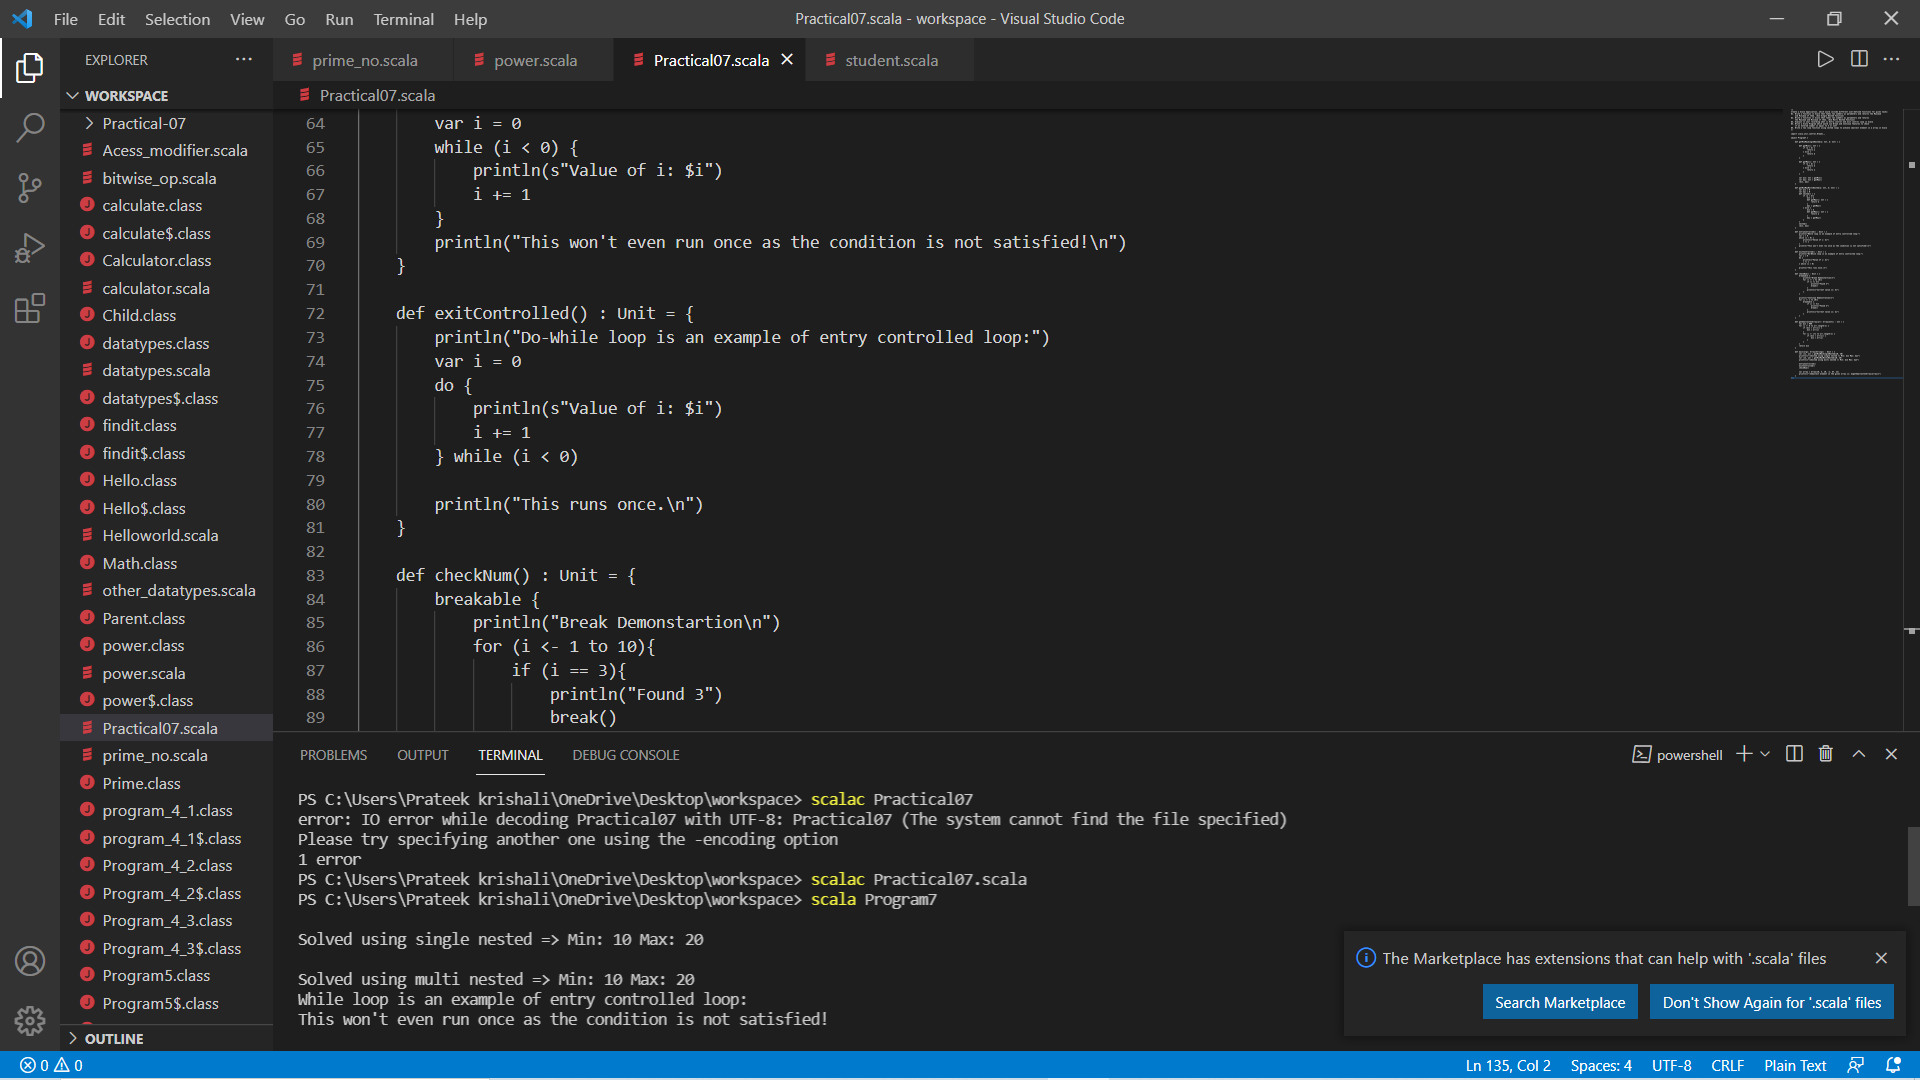 File Edit Selection View Go Run Terminal Help
Practical07.scala - workspace - Visual Studio Code
EXPLORER
WORKSPACE
Practical-07
Acess_modifier.scala
bitwise_op.scala
calculate.class
calculate$.class
Calculator.class
calculator.scala
Child.class
datatypes.class
datatypes.scala
datatypes$.class
findit.class
findit$.class
Hello.class
Hello$.class
Helloworld.scala
Math.class
other_datatypes.scala
Parent.class
power.class
power.scala
power$.class
Practical07.scala
prime_no.scala
Prime.class
program_4_1.class
program_4_1$.class
Program_4_2.class
Program_4_2$.class
Program_4_3.class
Program_4_3$.class
Program5.class
Program5$.class
OUTLINE
prime_no.scala power.scala Practical07.scala student.scala
Practical07.scala
64 var i = 0
65 while (i < 0) {
66 println(s"Value of i: $i")
67 i += 1
68 }
69 println("This won't even run once as the condition is not satisfied!\n")
70 }
71
72 def exitControlled() : Unit = {
73 println("Do-While loop is an example of entry controlled loop:")
74 var i = 0
75 do {
76 println(s"Value of i: $i")
77 i += 1
78 } while (i < 0)
79
80 println("This runs once.\n")
81 }
82
83 def checkNum() : Unit = {
84 breakable {
85 println("Break Demonstartion\n")
86 for (i <- 1 to 10){
87 if (i == 3){
88 println("Found 3")
89 break()
PROBLEMS OUTPUT TERMINAL DEBUG CONSOLE
powershell
PS C:\Users\Prateek krishali\OneDrive\Desktop\workspace> scalac Practical07
error: IO error while decoding Practical07 with UTF-8: Practical07 (The system cannot find the file specified)
Please try specifying another one using the -encoding option
1 error
PS C:\Users\Prateek krishali\OneDrive\Desktop\workspace> scalac Practical07.scala
PS C:\Users\Prateek krishali\OneDrive\Desktop\workspace> scala Program7
Solved using single nested => Min: 10 Max: 20
Solved using multi nested => Min: 10 Max: 20
While loop is an example of entry controlled loop:
This won't even run once as the condition is not satisfied!
The Marketplace has extensions that can help with '.scala' files
Search Marketplace
Don't Show Again for '.scala' files
0 0
Ln 135, Col 2 Spaces: 4 UTF-8 CRLF Plain Text